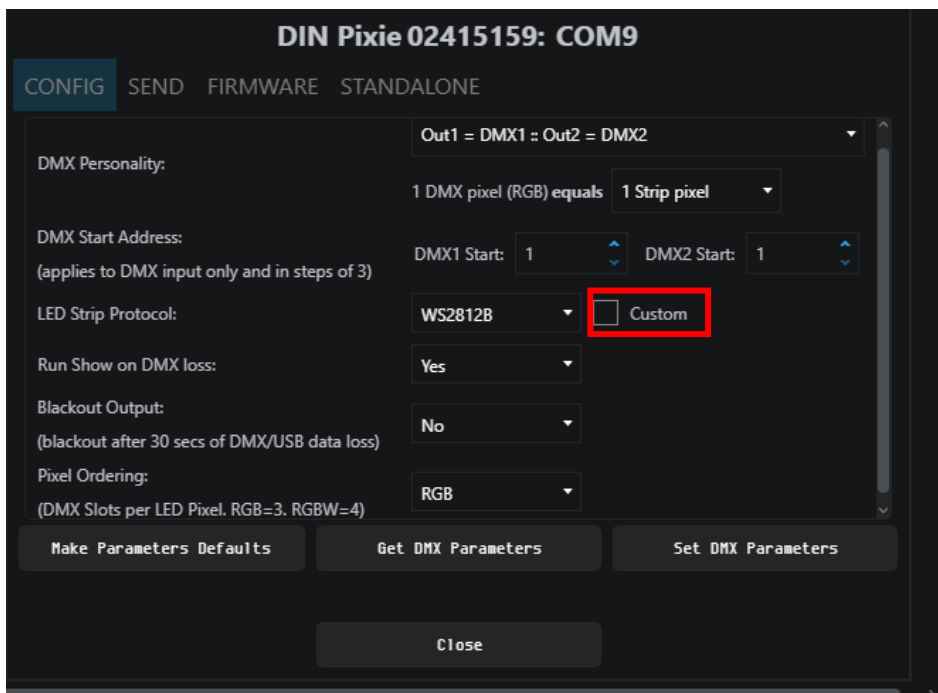 DIN Pixie 02415159: COM9
CONFIG SEND FIRMWARE STANDALONE
Out1 = DMX1 :: Out2 = DMX2
DMX Personality:
1 DMX pixel (RGB) equals 1 Strip pixel
DMX Start Address:
(applies to DMX input only and in steps of 3)
DMX1 Start: 1 DMX2 Start: 1
LED Strip Protocol: WS2812B Custom
Run Show on DMX loss: Yes
Blackout Output:
(blackout after 30 secs of DMX/USB data loss)
No
Pixel Ordering:
(DMX Slots per LED Pixel. RGB=3. RGBW=4)
RGB
Make Parameters Defaults Get DMX Parameters Set DMX Parameters
Close